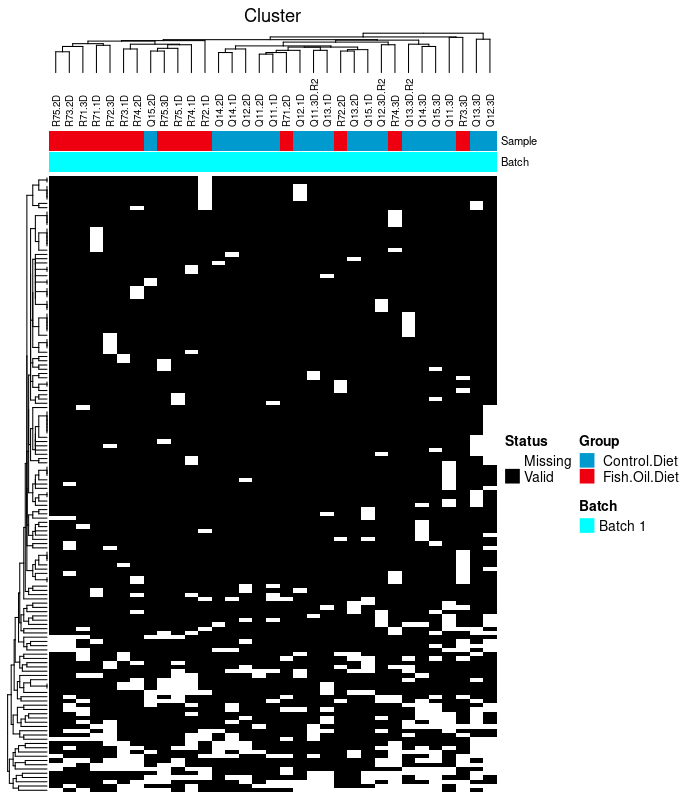 Cluster
R75.2D
R73.2D
R71.3D
R71.1D
R72.3D
R73.1D
R74.2D
Q15.2D
R75.3D
R75.1D
R74.1D
R72.1D
Q14.2D
Q14.1D
Q12.2D
Q11.2D
Q11.1D
R71.2D
Q12.1D
Q11.3D.R2
Q13.1D
R72.2D
Q13.2D
Q15.1D
Q12.3D.R2
R74.3D
Q13.3D.R2
Q14.3D
Q15.3D
Q11.3D
R73.3D
Q13.3D
Q12.3D
Sample
Batch
Status
Missing
Valid
Group
Control.Diet
Fish.Oil.Diet
Batch
Batch 1